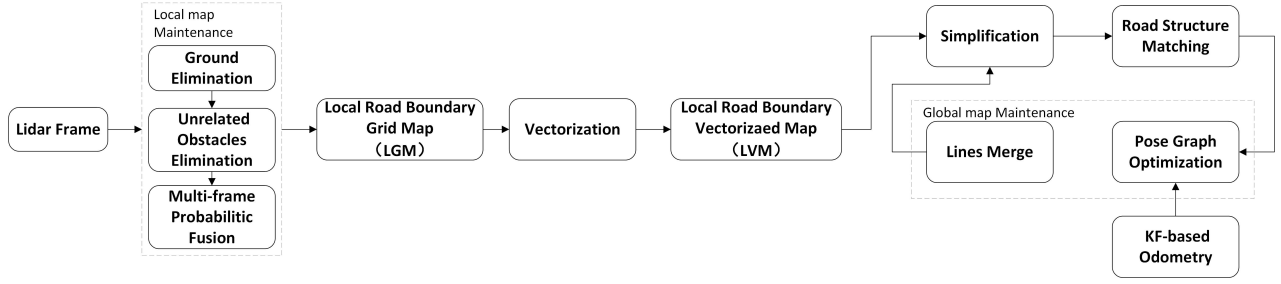 Lidar Frame
Local map
Maintenance
Ground
Elimination
Unrelated
Obstacles
Elimination
Multi-frame
Probabilitic
Fusion
Local Road Boundary
Grid Map
（LGM）
Vectorization
Local Road Boundary
Vectorizaed Map
（LVM）
Simplification
Road Structure
Matching
Global map Maintenance
Lines Merge
Pose Graph
Optimization
KF-based
Odometry